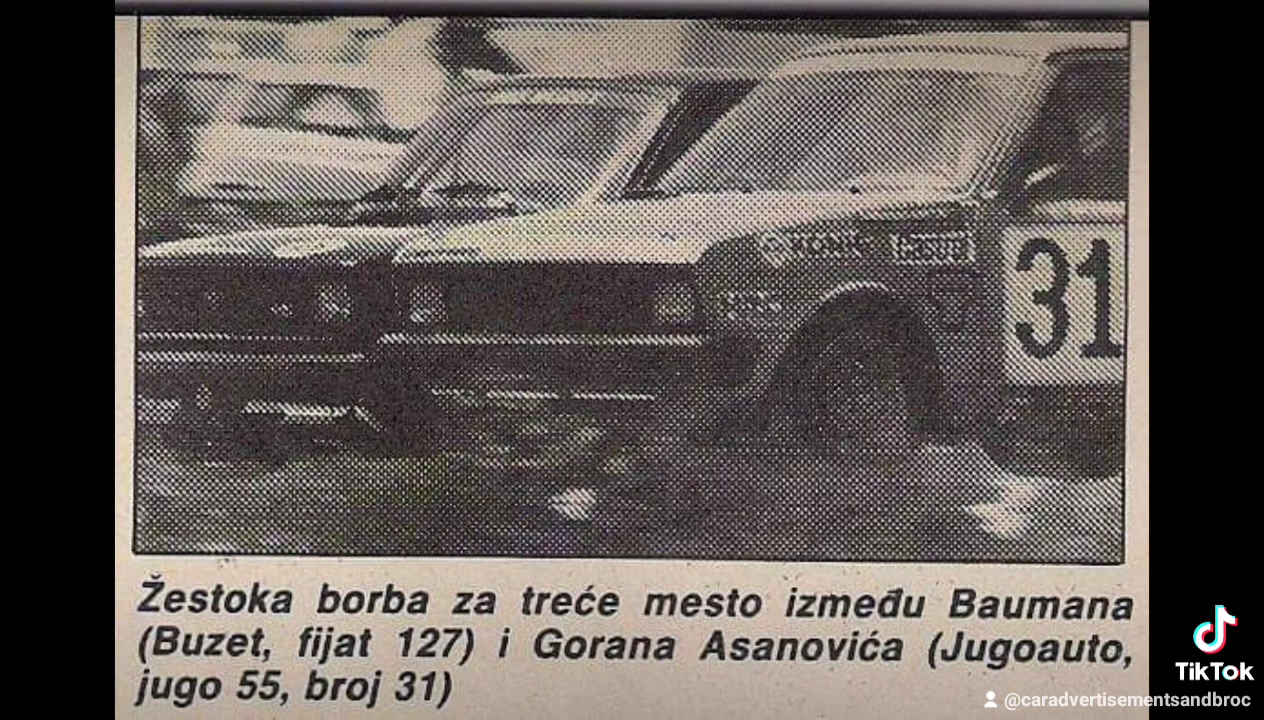 31
Žestoka borba za treće mesto između Baumana
(Buzet, fijat 127) i Gorana Asanovića (Jugoauto,
jugo 55, broj 31)
TikTok
@caradvertisementsandbroc